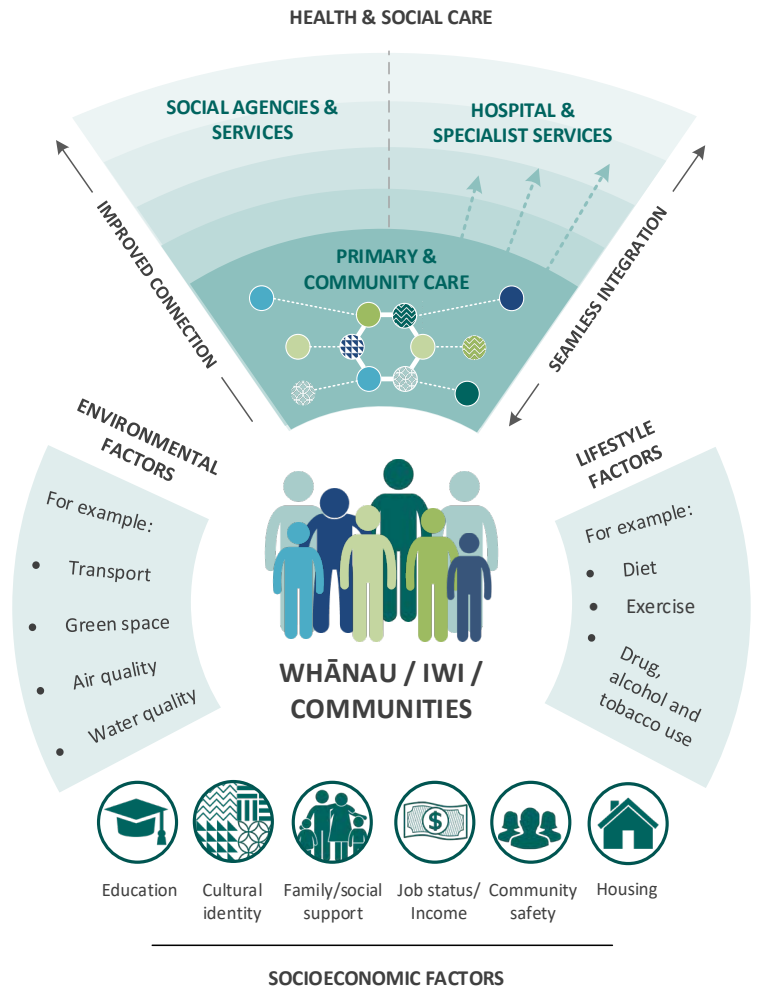 HEALTH & SOCIAL CARE
SOCIAL AGENCIES &
SERVICES
HOSPITAL &
SPECIALIST SERVICES
IMPROVED CONNECTION
SEAMLESS INTEGRATION
PRIMARY &
COMMUNITY CARE
ENVIRONMENTAL
FACTORS
For example:
• Transport
• Green space
• Air quality
• Water quality
LIFESTYLE
FACTORS
For example:
• Diet
• Exercise
• Drug,
alcohol and
tobacco use
WHĀNAU / IWI /
COMMUNITIES
$
Education
Cultural
identity
Family/social
support
Job status/
Income
Community
safety
Housing
SOCIOECONOMIC FACTORS